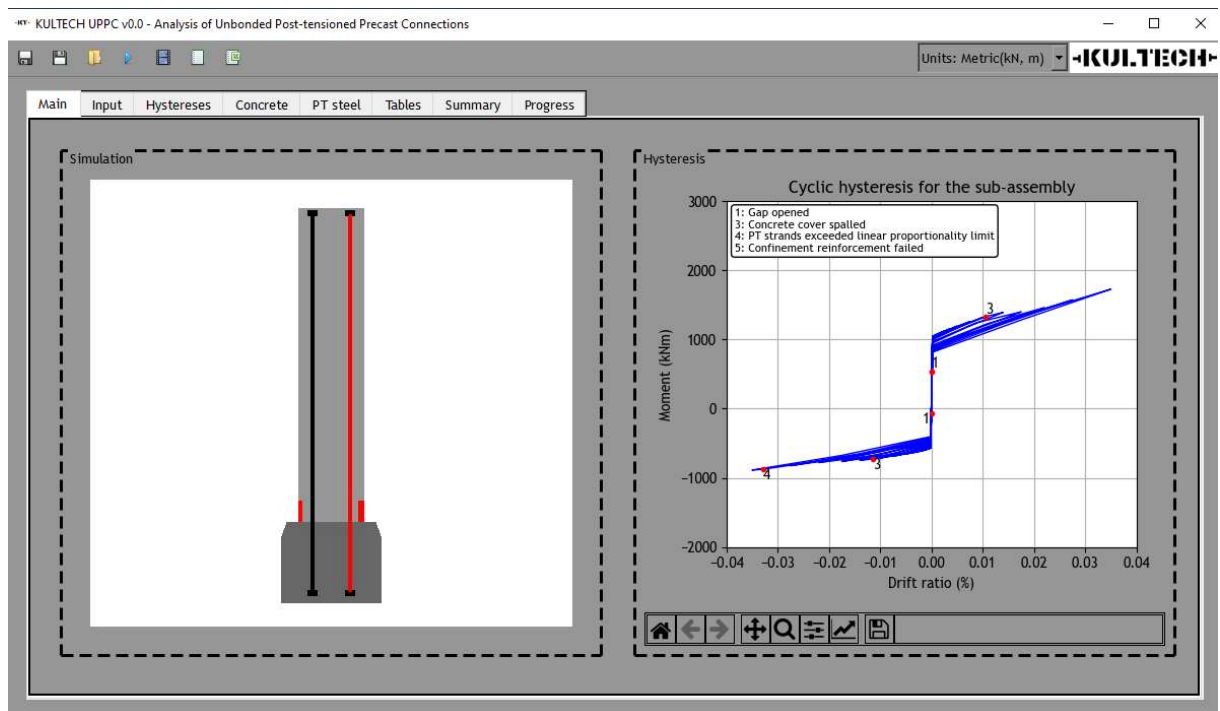 -KT- KULTECH UPPC v0.0 - Analysis of Unbonded Post-tensioned Precast Connections
Units: Metric(kN, m)
KULTECH
Main Input Hystereses Concrete PT steel Tables Summary Progress
Simulation
Hysteresis
Cyclic hysteresis for the sub-assembly
1: Gap opened
3: Concrete cover spalled
4: PT strands exceeded linear proportionality limit
5: Confinement reinforcement failed
3000
2000
1000
0
−1000
−2000
Moment (kNm)
3
1
1
3
4
−0.04 −0.03 −0.02 −0.01 0.00 0.01 0.02 0.03 0.04
Drift ratio (%)